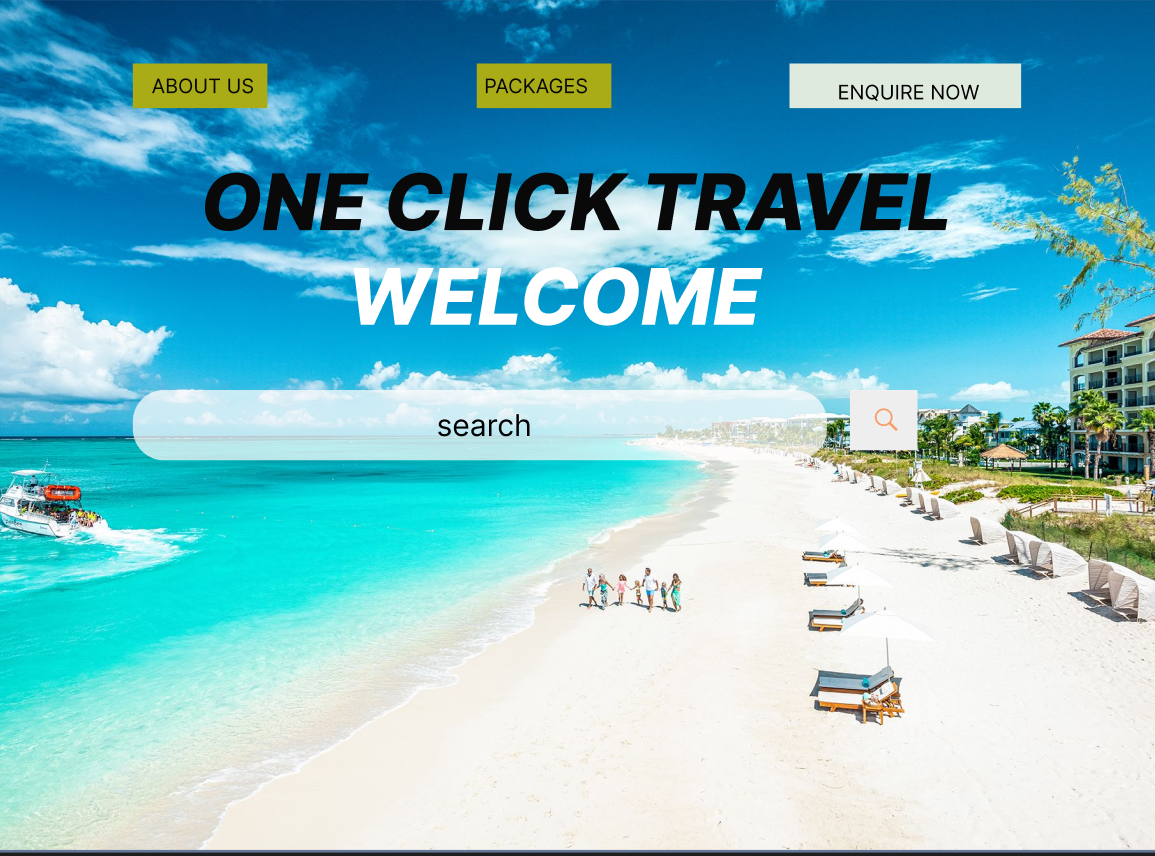 ABOUT US
PACKAGES
ENQUIRE NOW
ONE CLICK TRAVEL
WELCOME
search